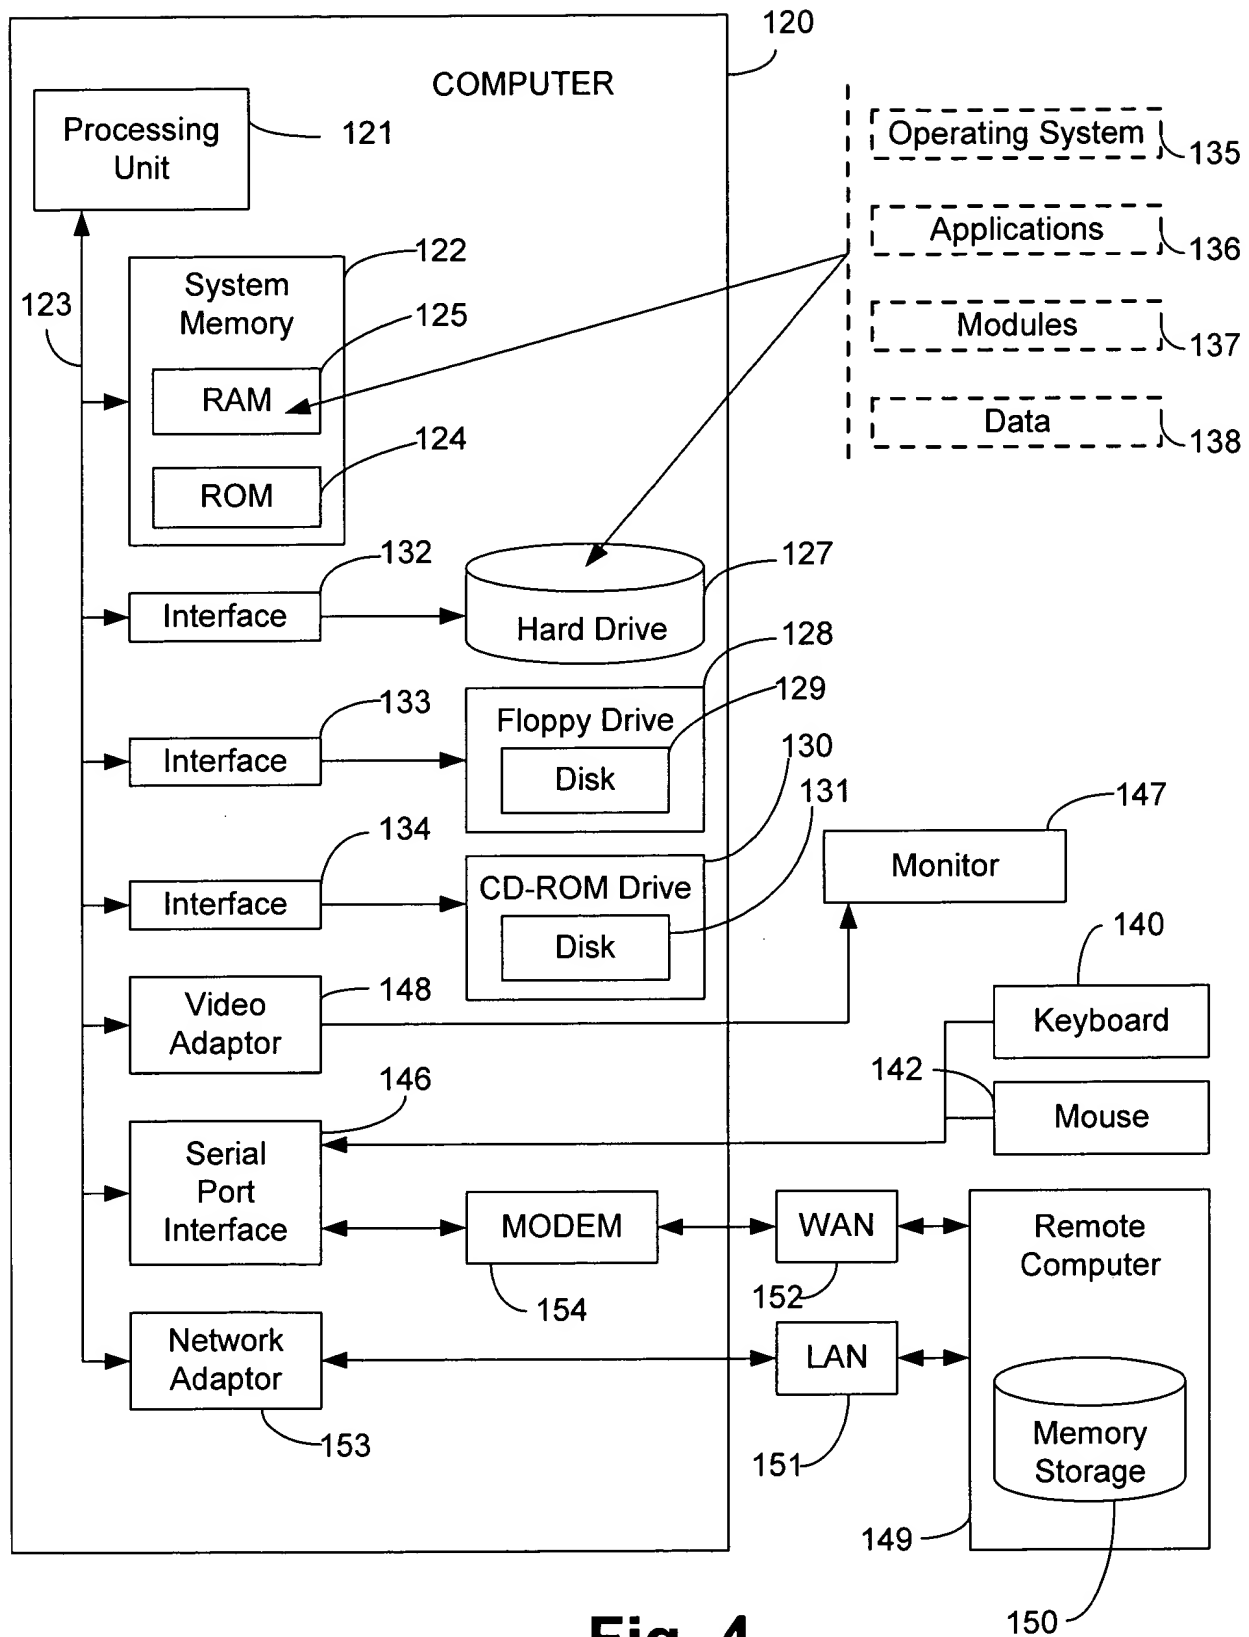 120
COMPUTER
Processing
Unit
121
Operating System
135
Applications
136
Modules
137
Data
138
122
System
Memory
123
125
RAM
124
ROM
132
Interface
127
Hard Drive
128
133
Interface
Floppy Drive
129
Disk
130
131
134
Interface
CD-ROM Drive
Disk
147
Monitor
148
Video
Adaptor
140
Keyboard
142
Mouse
146
Serial
Port
Interface
MODEM
154
WAN
152
Remote
Computer
Network
Adaptor
153
LAN
151
Memory
Storage
149
150
Fig. 4